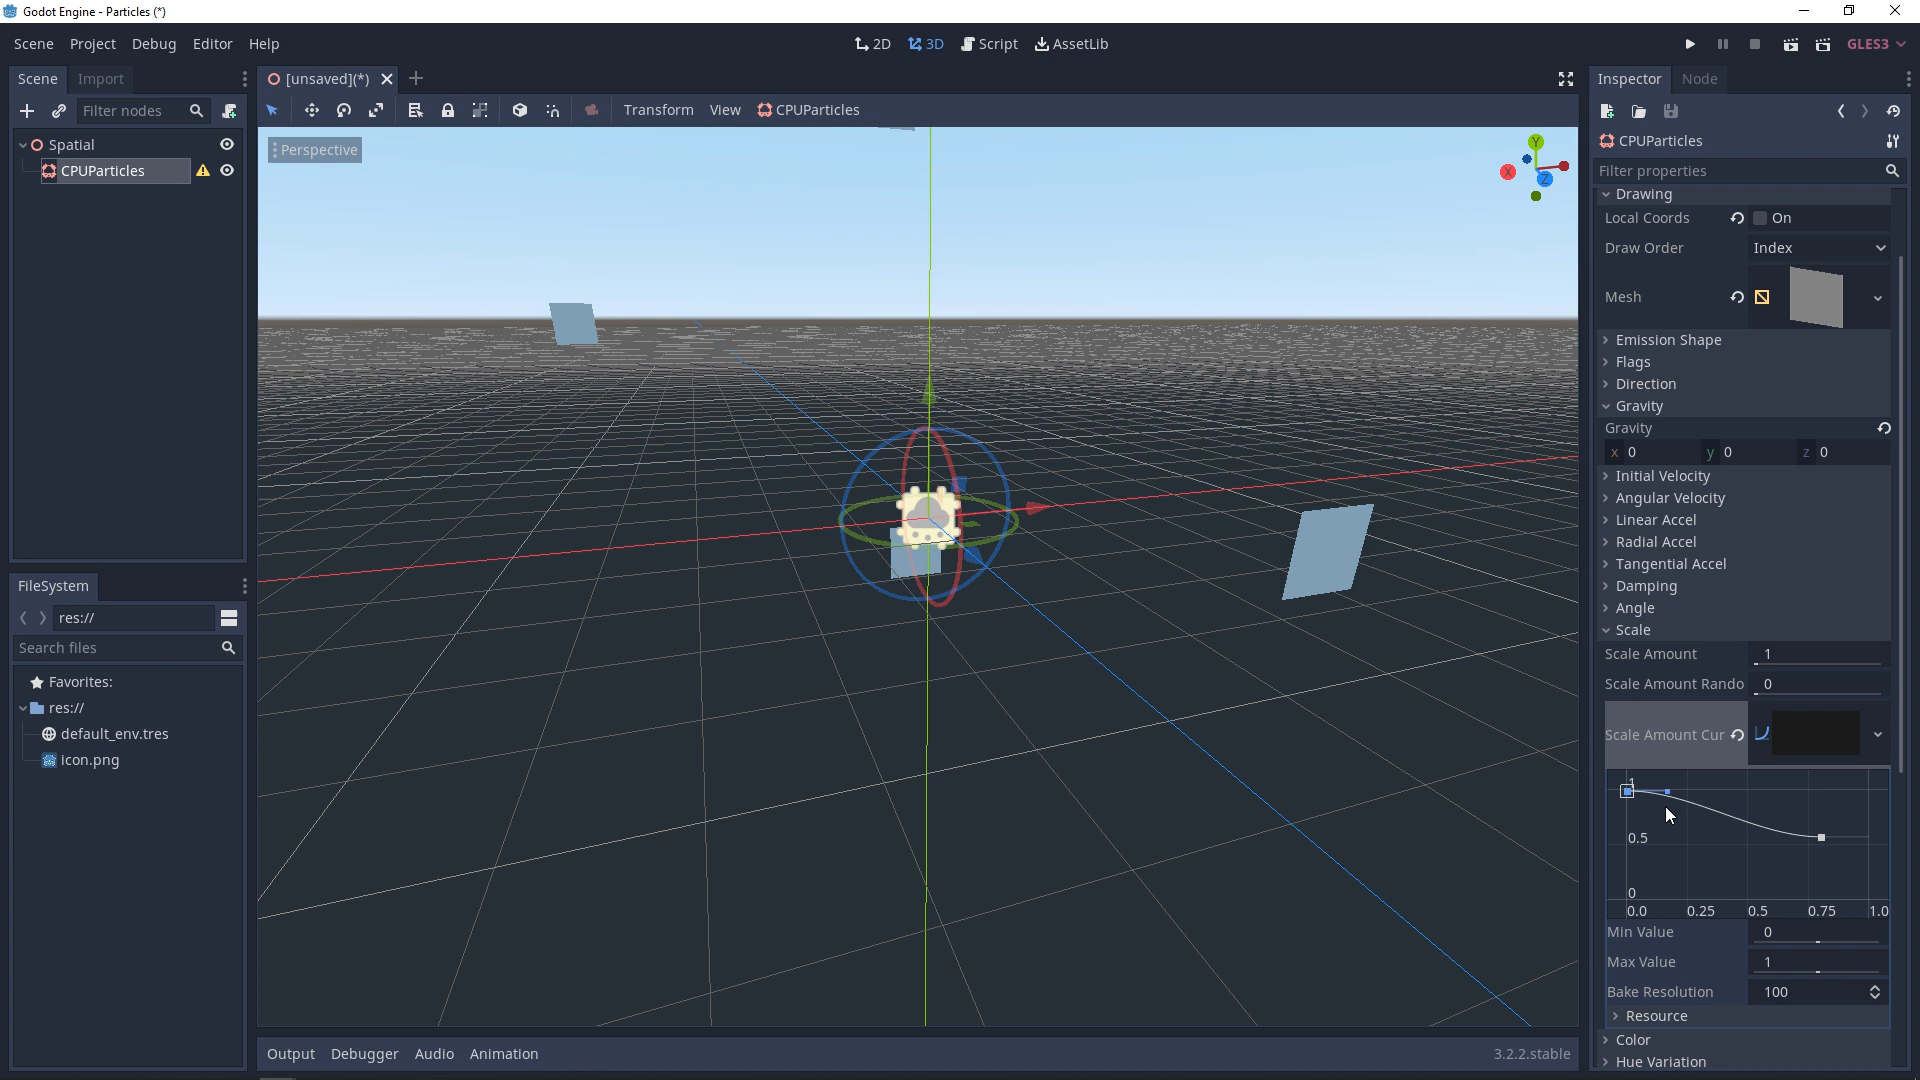 Godot Engine - Particles (*)
Scene Project Debug Editor Help
2D 3D Script AssetLib
GLES3
Scene Import
[unsaved](*)
Inspector Node
Filter nodes
Transform View CPUParticles
Spatial
CPUParticles
Perspective
Y
X
Z
CPUParticles
Filter properties
Drawing
Local Coords On
Draw Order Index
Mesh
Emission Shape
Flags
Direction
Gravity
Gravity
x 0 y 0 z 0
Initial Velocity
Angular Velocity
Linear Accel
Radial Accel
Tangential Accel
Damping
Angle
Scale
Scale Amount 1
Scale Amount Rando 0
Scale Amount Cur
1
0.5
0
0.0 0.25 0.5 0.75 1.0
Min Value 0
Max Value 1
Bake Resolution 100
Resource
Color
Hue Variation
FileSystem
res://
Search files
Favorites:
res://
default_env.tres
icon.png
Output Debugger Audio Animation
3.2.2.stable